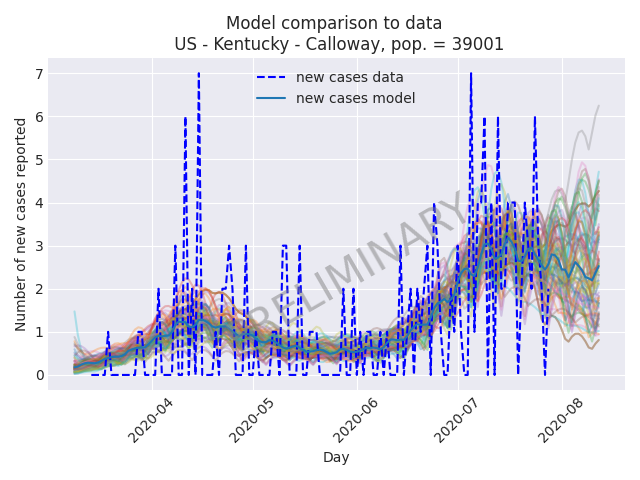 Model comparison to data
US - Kentucky - Calloway, pop. = 39001
new cases data
new cases model
PRELIMINARY
Number of new cases reported
7
6
5
4
3
2
1
0
2020-04
2020-05
2020-06
2020-07
2020-08
Day